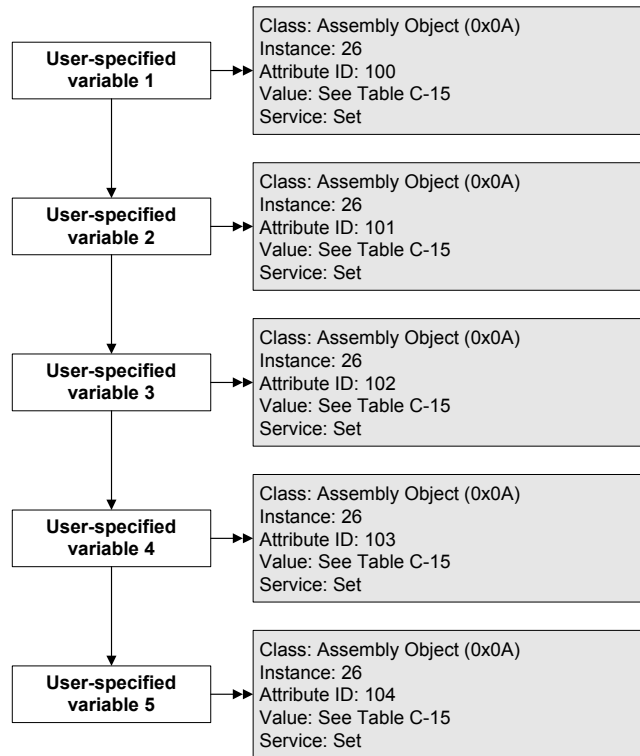 User-specified
variable 1
Class: Assembly Object (0x0A)
Instance: 26
Attribute ID: 100
Value: See Table C-15
Service: Set
User-specified
variable 2
Class: Assembly Object (0x0A)
Instance: 26
Attribute ID: 101
Value: See Table C-15
Service: Set
User-specified
variable 3
Class: Assembly Object (0x0A)
Instance: 26
Attribute ID: 102
Value: See Table C-15
Service: Set
User-specified
variable 4
Class: Assembly Object (0x0A)
Instance: 26
Attribute ID: 103
Value: See Table C-15
Service: Set
User-specified
variable 5
Class: Assembly Object (0x0A)
Instance: 26
Attribute ID: 104
Value: See Table C-15
Service: Set